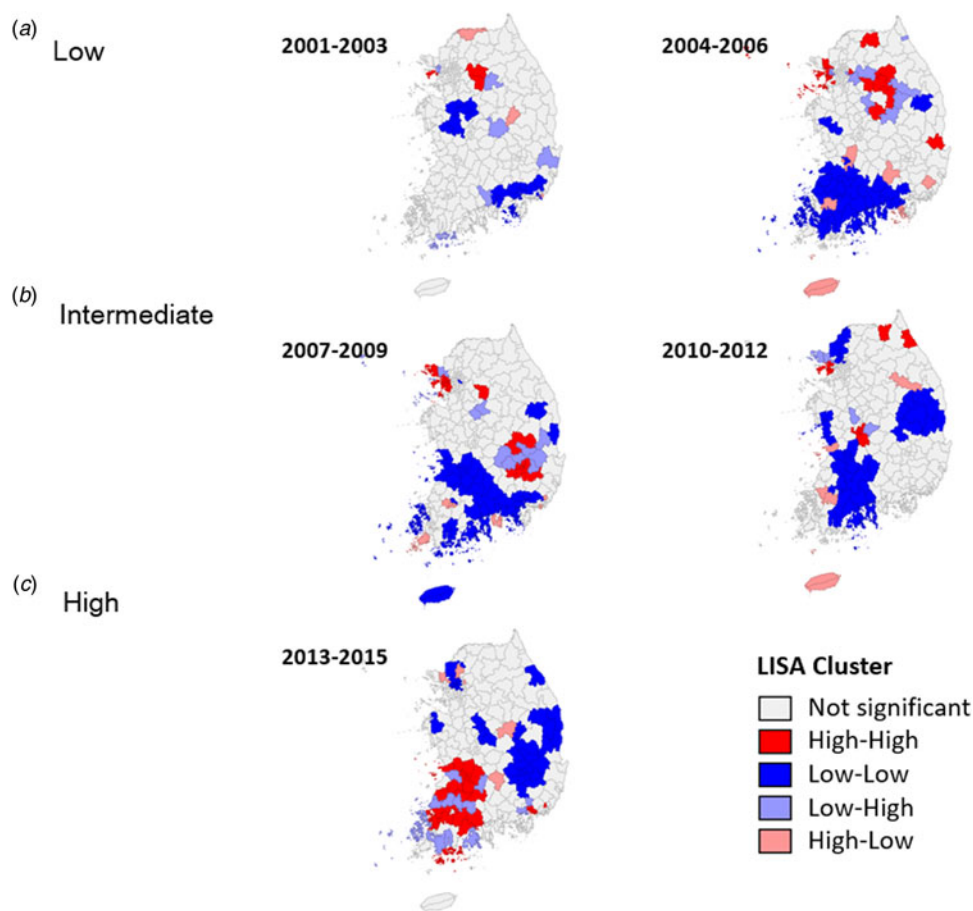 (a)
Low
2001-2003
2004-2006
(b)
Intermediate
2007-2009
2010-2012
(c)
High
2013-2015
LISA Cluster
Not significant
High-High
Low-Low
Low-High
High-Low